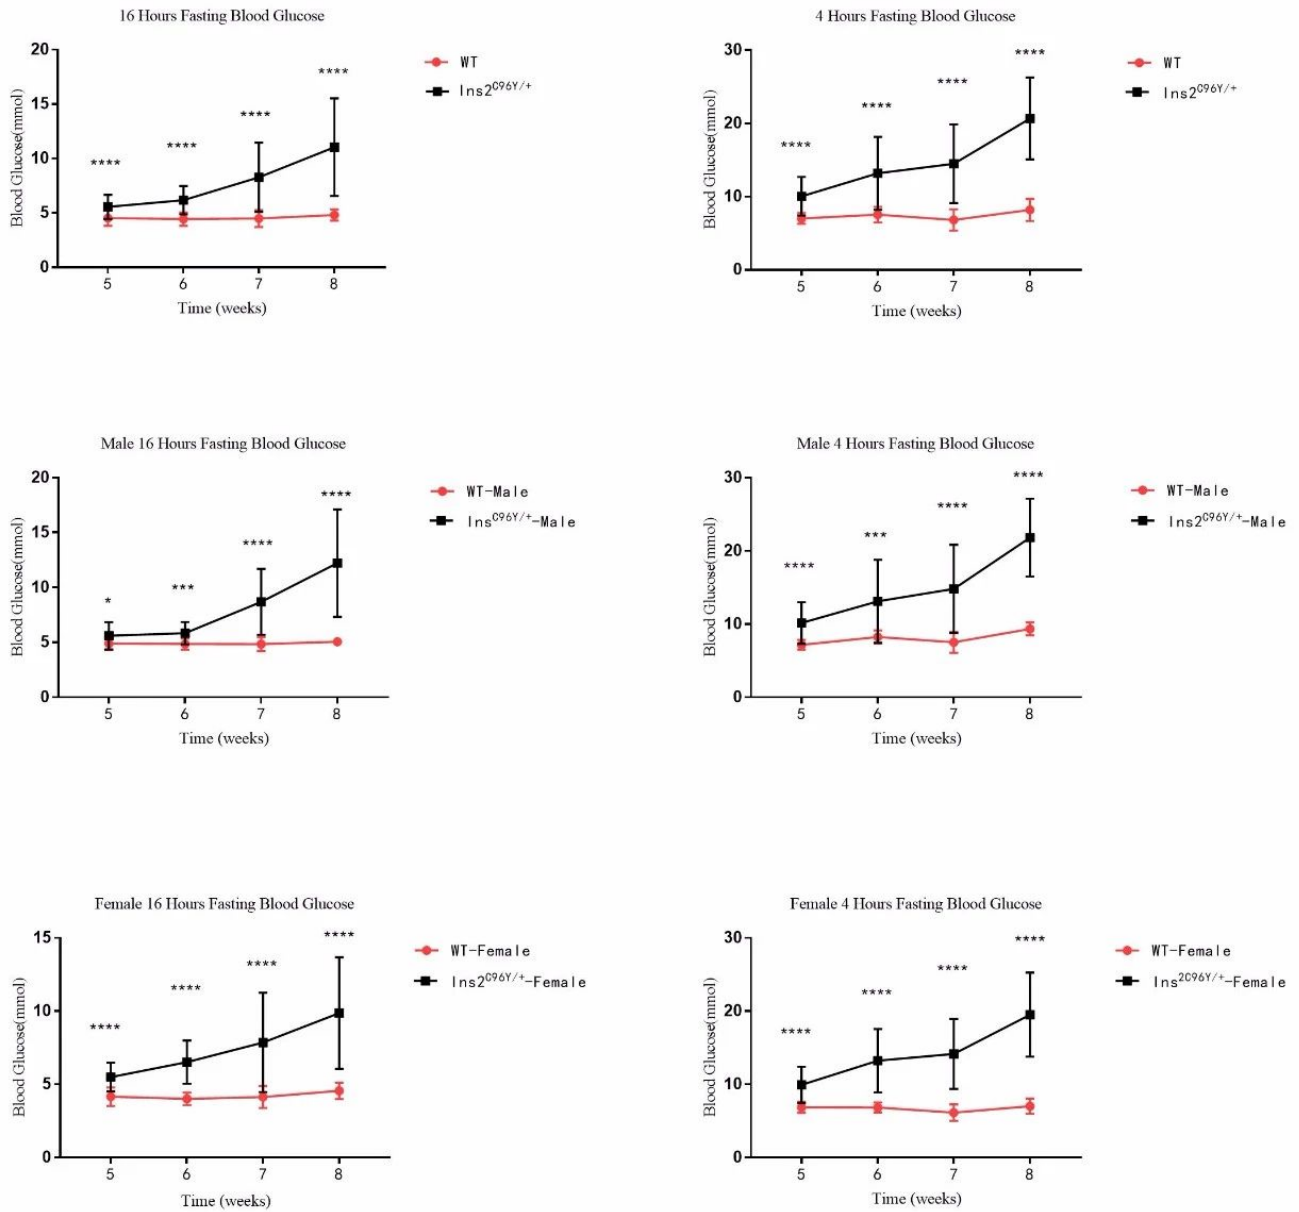 16 Hours Fasting Blood Glucose
20
15
10
5
0
Blood Glucose(mmol)
****
****
****
****
5 6 7 8
Time (weeks)
WT
Ins2C96Y/+
4 Hours Fasting Blood Glucose
30
20
10
0
Blood Glucose(mmol)
****
****
****
****
5 6 7 8
Time (weeks)
WT
Ins2C96Y/+
Male 16 Hours Fasting Blood Glucose
20
15
10
5
0
Blood Glucose(mmol)
*
***
****
****
5 6 7 8
Time (weeks)
WT-Male
InsC96Y/+-Male
Male 4 Hours Fasting Blood Glucose
30
20
10
0
Blood Glucose(mmol)
****
***
****
****
5 6 7 8
Time (weeks)
WT-Male
Ins2C96Y/+-Male
Female 16 Hours Fasting Blood Glucose
15
10
5
0
Blood Glucose(mmol)
****
****
****
****
5 6 7 8
Time (weeks)
WT-Female
Ins2C96Y/+-Female
Female 4 Hours Fasting Blood Glucose
30
20
10
0
Blood Glucose(mmol)
****
****
****
****
5 6 7 8
Time (weeks)
WT-Female
Ins2C96Y/+-Female